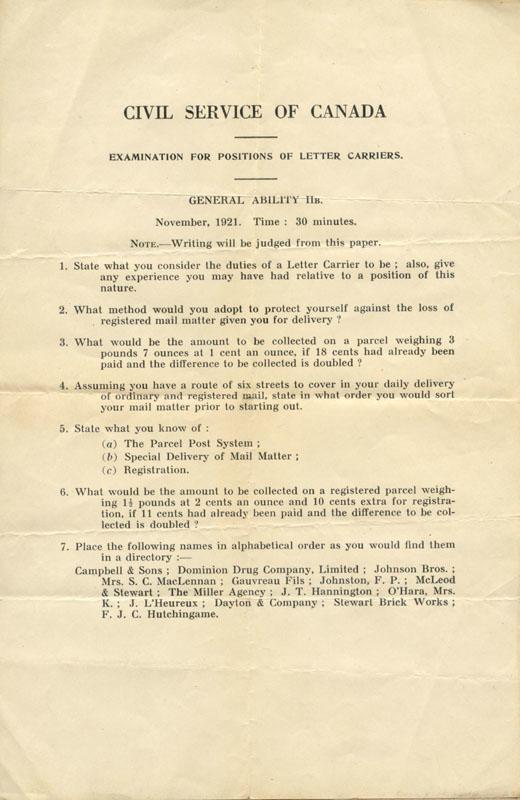 CIVIL SERVICE OF CANADA
EXAMINATION FOR POSITIONS OF LETTER CARRIERS.
GENERAL ABILITY IIB.
November, 1921. Time : 30 minutes.
NOTE.—Writing will be judged from this paper.
1. State what you consider the duties of a Letter Carrier to be ; also, give
any experience you may have had relative to a position of this
nature.
2. What method would you adopt to protect yourself against the loss of
registered mail matter given you for delivery ?
3. What would be the amount to be collected on a parcel weighing 3
pounds 7 ounces at 1 cent an ounce, if 18 cents had already been
paid and the difference to be collected is doubled ?
4. Assuming you have a route of six streets to cover in your daily delivery
of ordinary and registered mail, state in what order you would sort
your mail matter prior to starting out.
5. State what you know of :
(a) The Parcel Post System ;
(b) Special Delivery of Mail Matter ;
(c) Registration.
6. What would be the amount to be collected on a registered parcel weigh-
ing 1½ pounds at 2 cents an ounce and 10 cents extra for registra-
tion, if 11 cents had already been paid and the difference to be col-
lected is doubled ?
7. Place the following names in alphabetical order as you would find them
in a directory :—
Campbell & Sons ; Dominion Drug Company, Limited ; Johnson Bros. ;
Mrs. S. C. MacLennan ; Gauvreau Fils ; Johnston, F. P. ; McLeod
& Stewart ; The Miller Agency ; J. T. Hannington ; O'Hara, Mrs.
K. ; J. L'Heureux ; Dayton & Company ; Stewart Brick Works ;
F. J. C. Hutchingame.